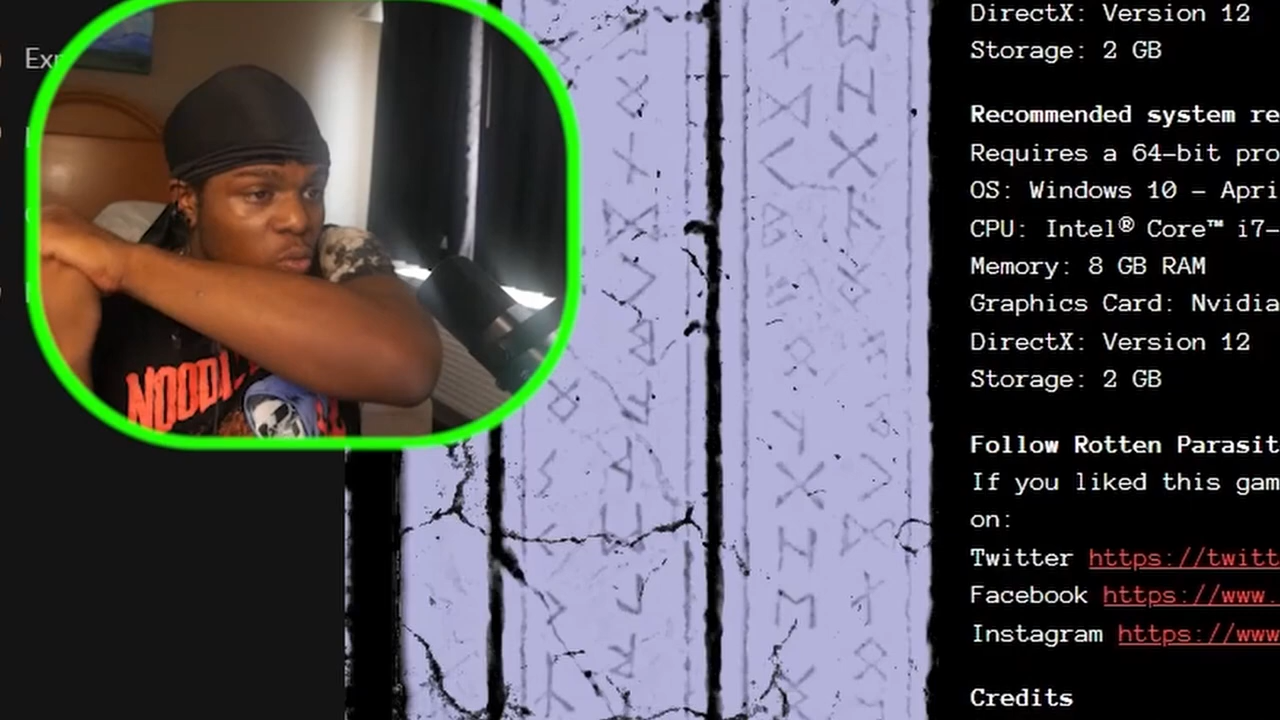 Exp
NOODL
DirectX: Version 12
Storage: 2 GB
Recommended system re
Requires a 64-bit pro
OS: Windows 10 - Apri
CPU: Intel® Core™ i7-
Memory: 8 GB RAM
Graphics Card: Nvidia
DirectX: Version 12
Storage: 2 GB
Follow Rotten Parasit
If you liked this gam
on:
Twitter https://twitt
Facebook https://www.
Instagram https://www
Credits